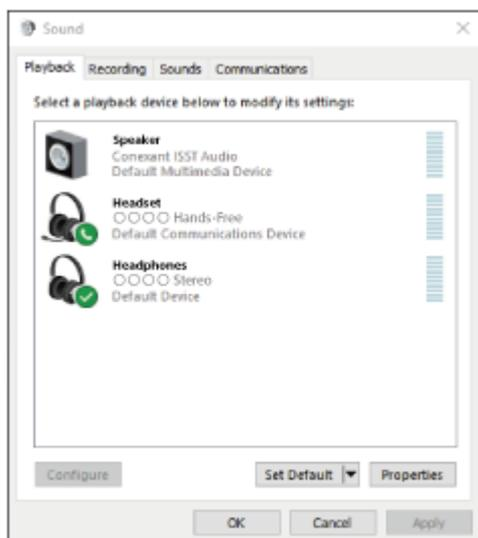 Sound
Playback Recording Sounds Communications
Select a playback device below to modify its settings:
Speaker
Conexant ISST Audio
Default Multimedia Device
Headset
○○○○ Hands-Free
Default Communications Device
Headphones
○○○○ Stereo
Default Device
Configure Set Default Properties
OK Cancel Apply